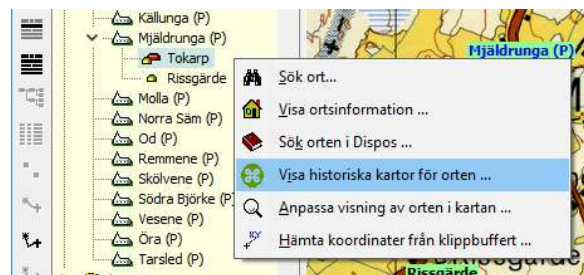 Källunga (P)
Mjäldrunga (P)
Tokarp
Rissgärde
Molla (P)
Norra Säm (P)
Od (P)
Remmene (P)
Skölvene (P)
Södra Björke (P)
Vesene (P)
Öra (P)
Tarsled (P)
Sök ort...
Visa ortsinformation ...
Sök orten i Dispos ...
Visa historiska kartor för orten ...
Anpassa visning av orten i kartan ...
XY
Hämta koordinater från klippbuffert ...
Mjäldrunga (P)
Rissgärde